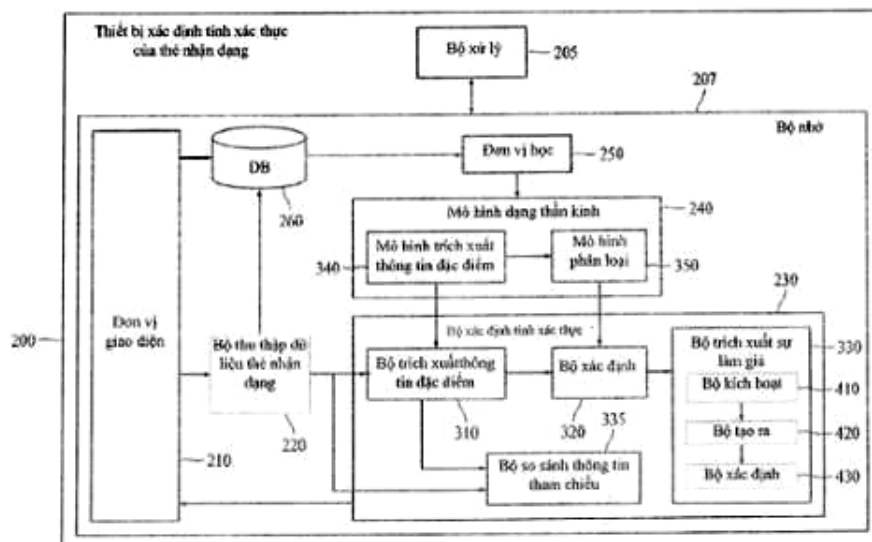 Thiết bị xác định tính xác thực
của thẻ nhận dạng
Bộ xử lý
205
207
Bộ nhớ
DB
260
Đơn vị học
250
Mô hình dạng thần kinh
240
Mô hình trích xuất
thông tin đặc điểm
340
Mô hình
phân loại
350
230
200
Đơn vị
giao diện
210
Bộ thu thập dữ
liệu thẻ nhận
dạng
220
Bộ xác định tính xác thực
Bộ trích xuấtthông
tin đặc điểm
310
Bộ xác định
320
335
Bộ so sánh thông tin
tham chiếu
Bộ trích xuất sự
làm giả
330
Bộ kích hoạt
410
Bộ tạo ra
420
Bộ xác định
430